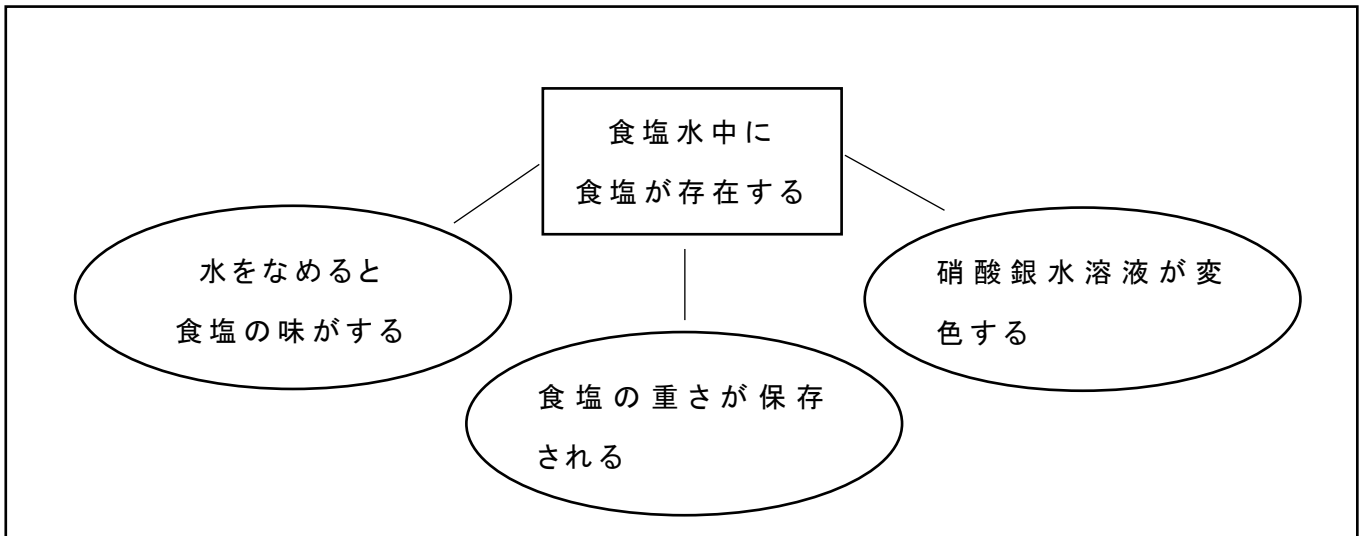 食塩水中に
食塩が存在する
水をなめると
食塩の味がする
硝酸銀水溶液が変
色する
食塩の重さが保存
される